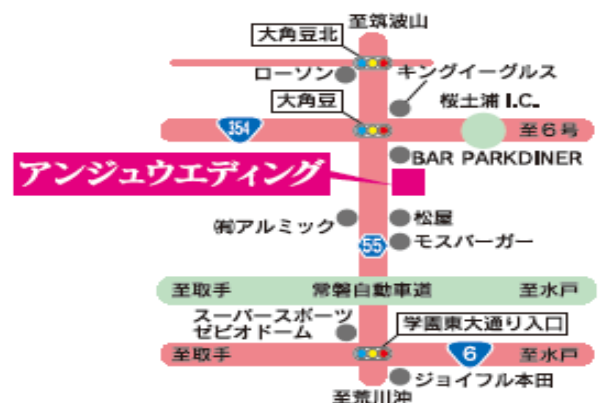 至筑波山
大角豆北
ローソン
キングイーグルス
大角豆
桜土浦 I.C.
354
至6号
BAR PARKDINER
アンジュウエディング
㈲アルミック
松屋
55
モスバーガー
至取手
常磐自動車道
至水戸
スーパースポーツ
ゼビオドーム
学園東大通り入口
至取手
6
至水戸
ジョイフル本田
至荒川沖